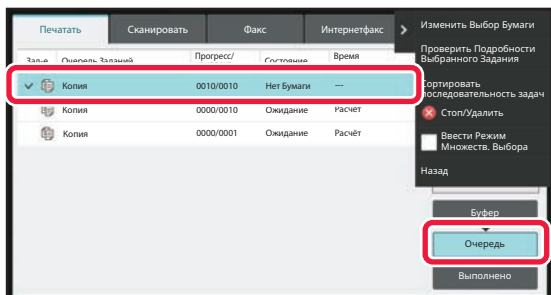 Печатать Сканировать Факс Интернетфакс
Зад-е Очередь Заданий Прогресс/ Состояние Время
Копия 0010/0010 Нет Бумаги ---
Копия 0000/0010 Ожидание Расчёт
Копия 0000/0001 Ожидание Расчёт
Изменить Выбор Бумаги
Проверить Подробности
Выбранного Задания
Сортировать
последовательность задач
Стоп/Удалить
Ввести Режим
Множеств. Выбора
Назад
Буфер
Очередь
Выполнено